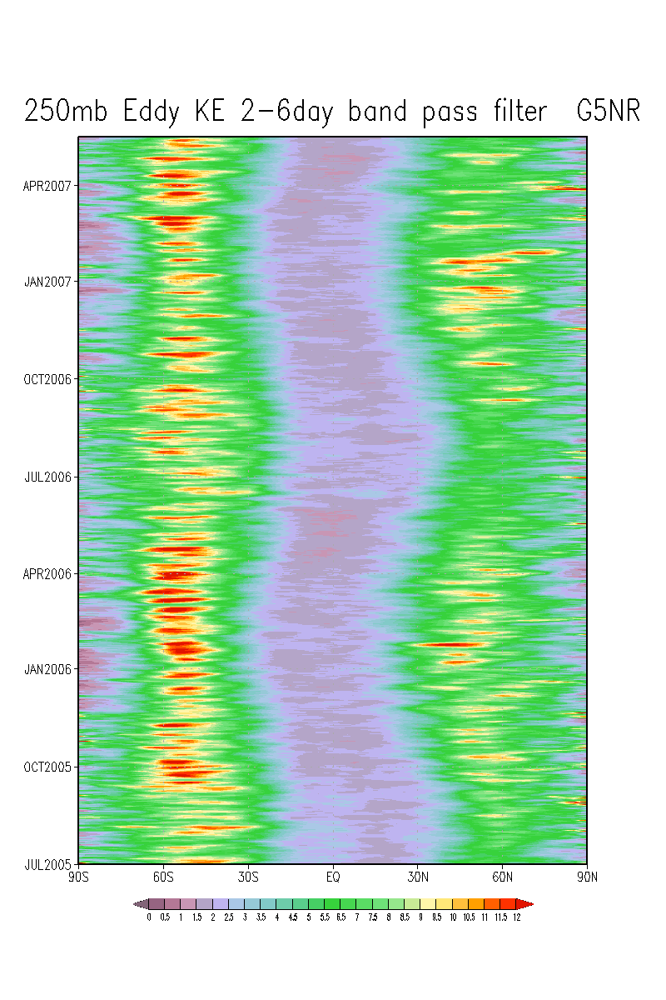 250mb Eddy KE 2-6day band pass filter G5NR
APR2007
JAN2007
OCT2006
JUL2006
APR2006
JAN2006
OCT2005
JUL2005
90S 60S 30S EQ 30N 60N 90N
0 0.5 1 1.5 2 2.5 3 3.5 4 4.5 5 5.5 6 6.5 7 7.5 8 8.5 9 9.5 10 10.5 11 11.5 12